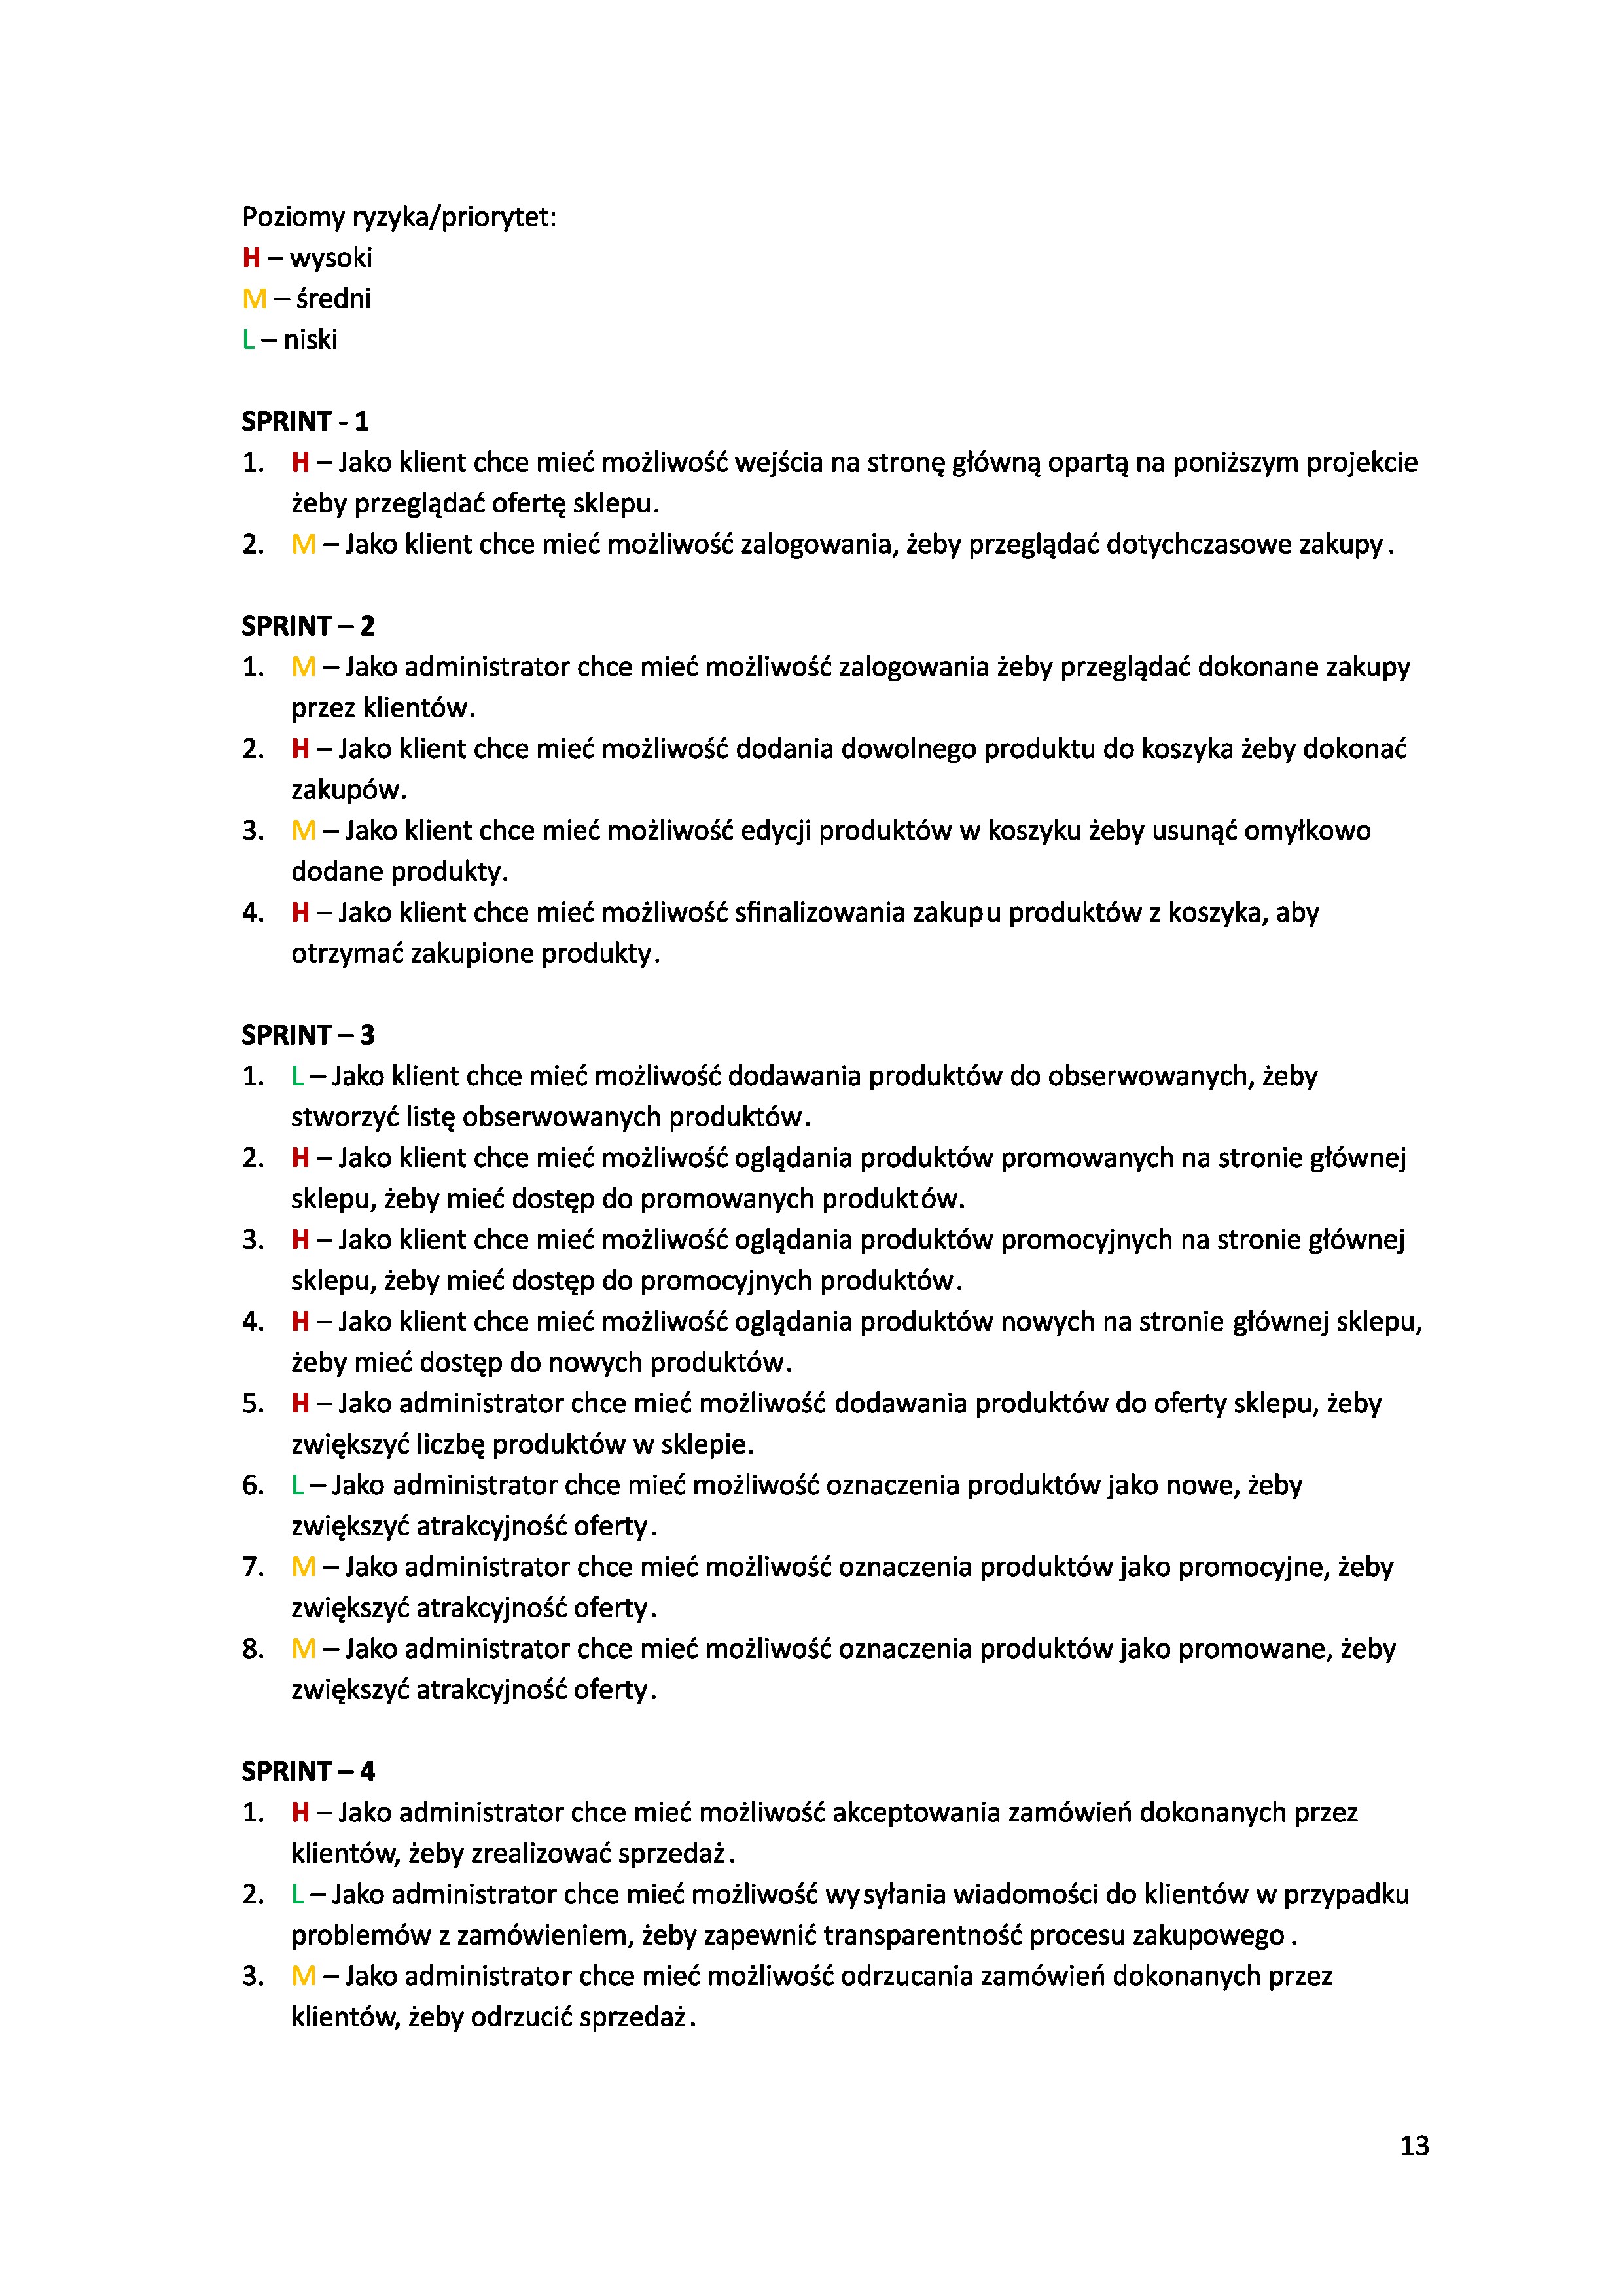 Poziomy ryzyka/priorytet:
H – wysoki
M – średni
L – niski
SPRINT - 1
1. H – Jako klient chce mieć możliwość wejścia na stronę główną opartą na poniższym projekcie
żeby przeglądać ofertę sklepu.
2. M – Jako klient chce mieć możliwość zalogowania, żeby przeglądać dotychczasowe zakupy.
SPRINT – 2
1. M – Jako administrator chce mieć możliwość zalogowania żeby przeglądać dokonane zakupy
przez klientów.
2. H – Jako klient chce mieć możliwość dodania dowolnego produktu do koszyka żeby dokonać
zakupów.
3. M – Jako klient chce mieć możliwość edycji produktów w koszyku żeby usunąć omyłkowo
dodane produkty.
4. H – Jako klient chce mieć możliwość sfinalizowania zakupu produktów z koszyka, aby
otrzymać zakupione produkty.
SPRINT – 3
1. L – Jako klient chce mieć możliwość dodawania produktów do obserwowanych, żeby
stworzyć listę obserwowanych produktów.
2. H – Jako klient chce mieć możliwość oglądania produktów promowanych na stronie głównej
sklepu, żeby mieć dostęp do promowanych produktów.
3. H – Jako klient chce mieć możliwość oglądania produktów promocyjnych na stronie głównej
sklepu, żeby mieć dostęp do promocyjnych produktów.
4. H – Jako klient chce mieć możliwość oglądania produktów nowych na stronie głównej sklepu,
żeby mieć dostęp do nowych produktów.
5. H – Jako administrator chce mieć możliwość dodawania produktów do oferty sklepu, żeby
zwiększyć liczbę produktów w sklepie.
6. L – Jako administrator chce mieć możliwość oznaczenia produktów jako nowe, żeby
zwiększyć atrakcyjność oferty.
7. M – Jako administrator chce mieć możliwość oznaczenia produktów jako promocyjne, żeby
zwiększyć atrakcyjność oferty.
8. M – Jako administrator chce mieć możliwość oznaczenia produktów jako promowane, żeby
zwiększyć atrakcyjność oferty.
SPRINT – 4
1. H – Jako administrator chce mieć możliwość akceptowania zamówień dokonanych przez
klientów, żeby zrealizować sprzedaż.
2. L – Jako administrator chce mieć możliwość wysyłania wiadomości do klientów w przypadku
problemów z zamówieniem, żeby zapewnić transparentność procesu zakupowego.
3. M – Jako administrator chce mieć możliwość odrzucania zamówień dokonanych przez
klientów, żeby odrzucić sprzedaż.
13